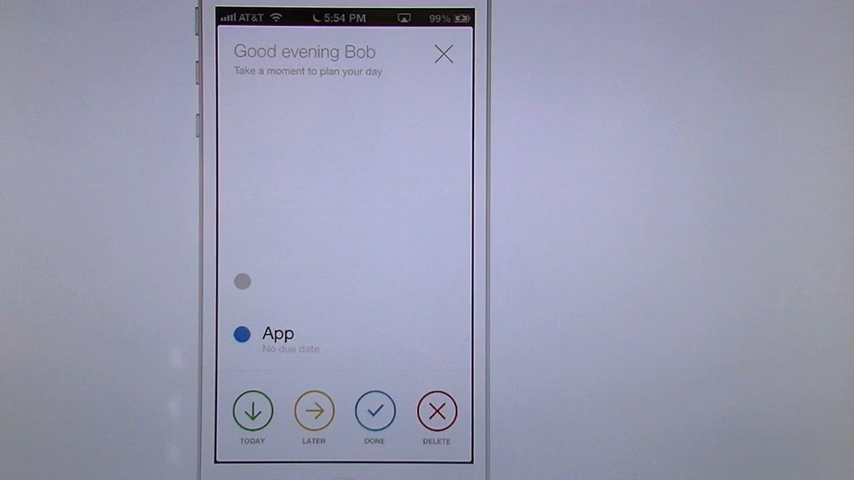 AT&T 5:54 PM 99%
Good evening Bob
Take a moment to plan your day
App
No due date
TODAY LATER DONE DELETE